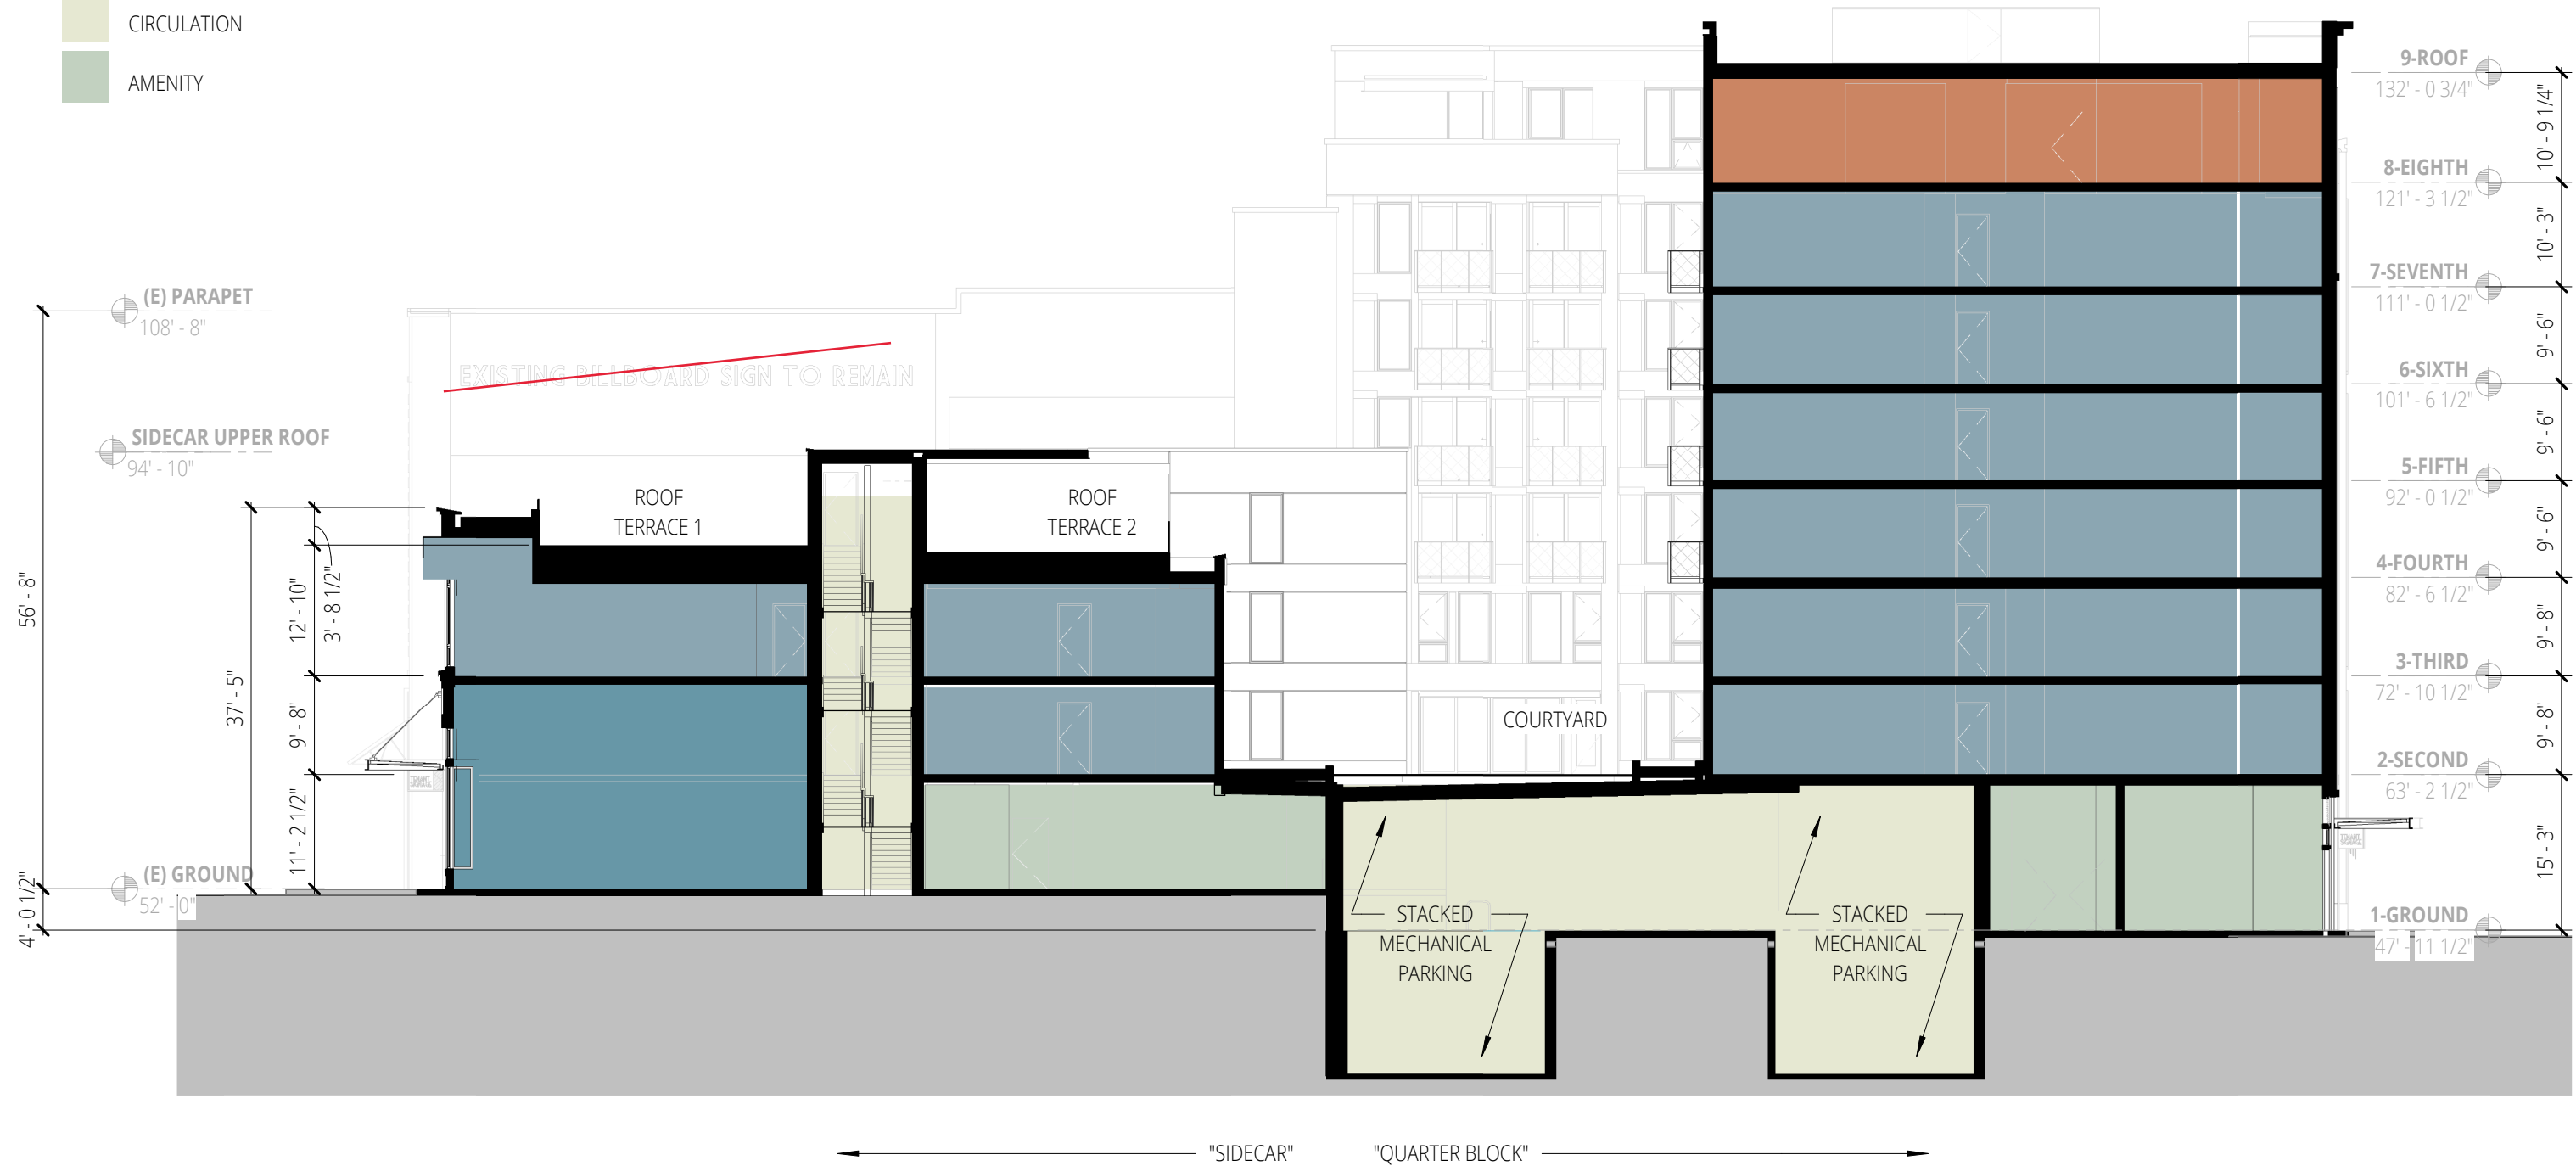 CIRCULATION
AMENITY
(E) PARAPET
108' - 8"
SIDECAR UPPER ROOF
94' - 10"
(E) GROUND
52' - 0"
56' - 8"
4' - 0 1/2"
37' - 5"
12' - 10"
3' - 8 1/2"
9' - 8"
11' - 2 1/2"
EXISTING BILLBOARD SIGN TO REMAIN
ROOF
TERRACE 1
ROOF
TERRACE 2
COURTYARD
STACKED
MECHANICAL
PARKING
STACKED
MECHANICAL
PARKING
9-ROOF
132' - 0 3/4"
8-EIGHTH
121' - 3 1/2"
7-SEVENTH
111' - 0 1/2"
6-SIXTH
101' - 6 1/2"
5-FIFTH
92' - 0 1/2"
4-FOURTH
82' - 6 1/2"
3-THIRD
72' - 10 1/2"
2-SECOND
63' - 2 1/2"
1-GROUND
47' - 11 1/2"
10' - 9 1/4"
10' - 3"
9' - 6"
9' - 6"
9' - 6"
9' - 8"
9' - 8"
15' - 3"
"SIDECAR"
"QUARTER BLOCK"